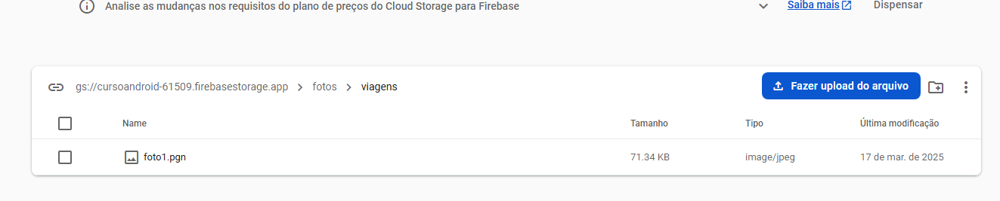 Analise as mudanças nos requisitos do plano de preços do Cloud Storage para Firebase Saiba mais Dispensar
gs://cursoandroid-61509.firebasestorage.app > fotos > viagens Fazer upload do arquivo
Name Tamanho Tipo Última modificação
foto1.pgn 71.34 KB image/jpeg 17 de mar. de 2025